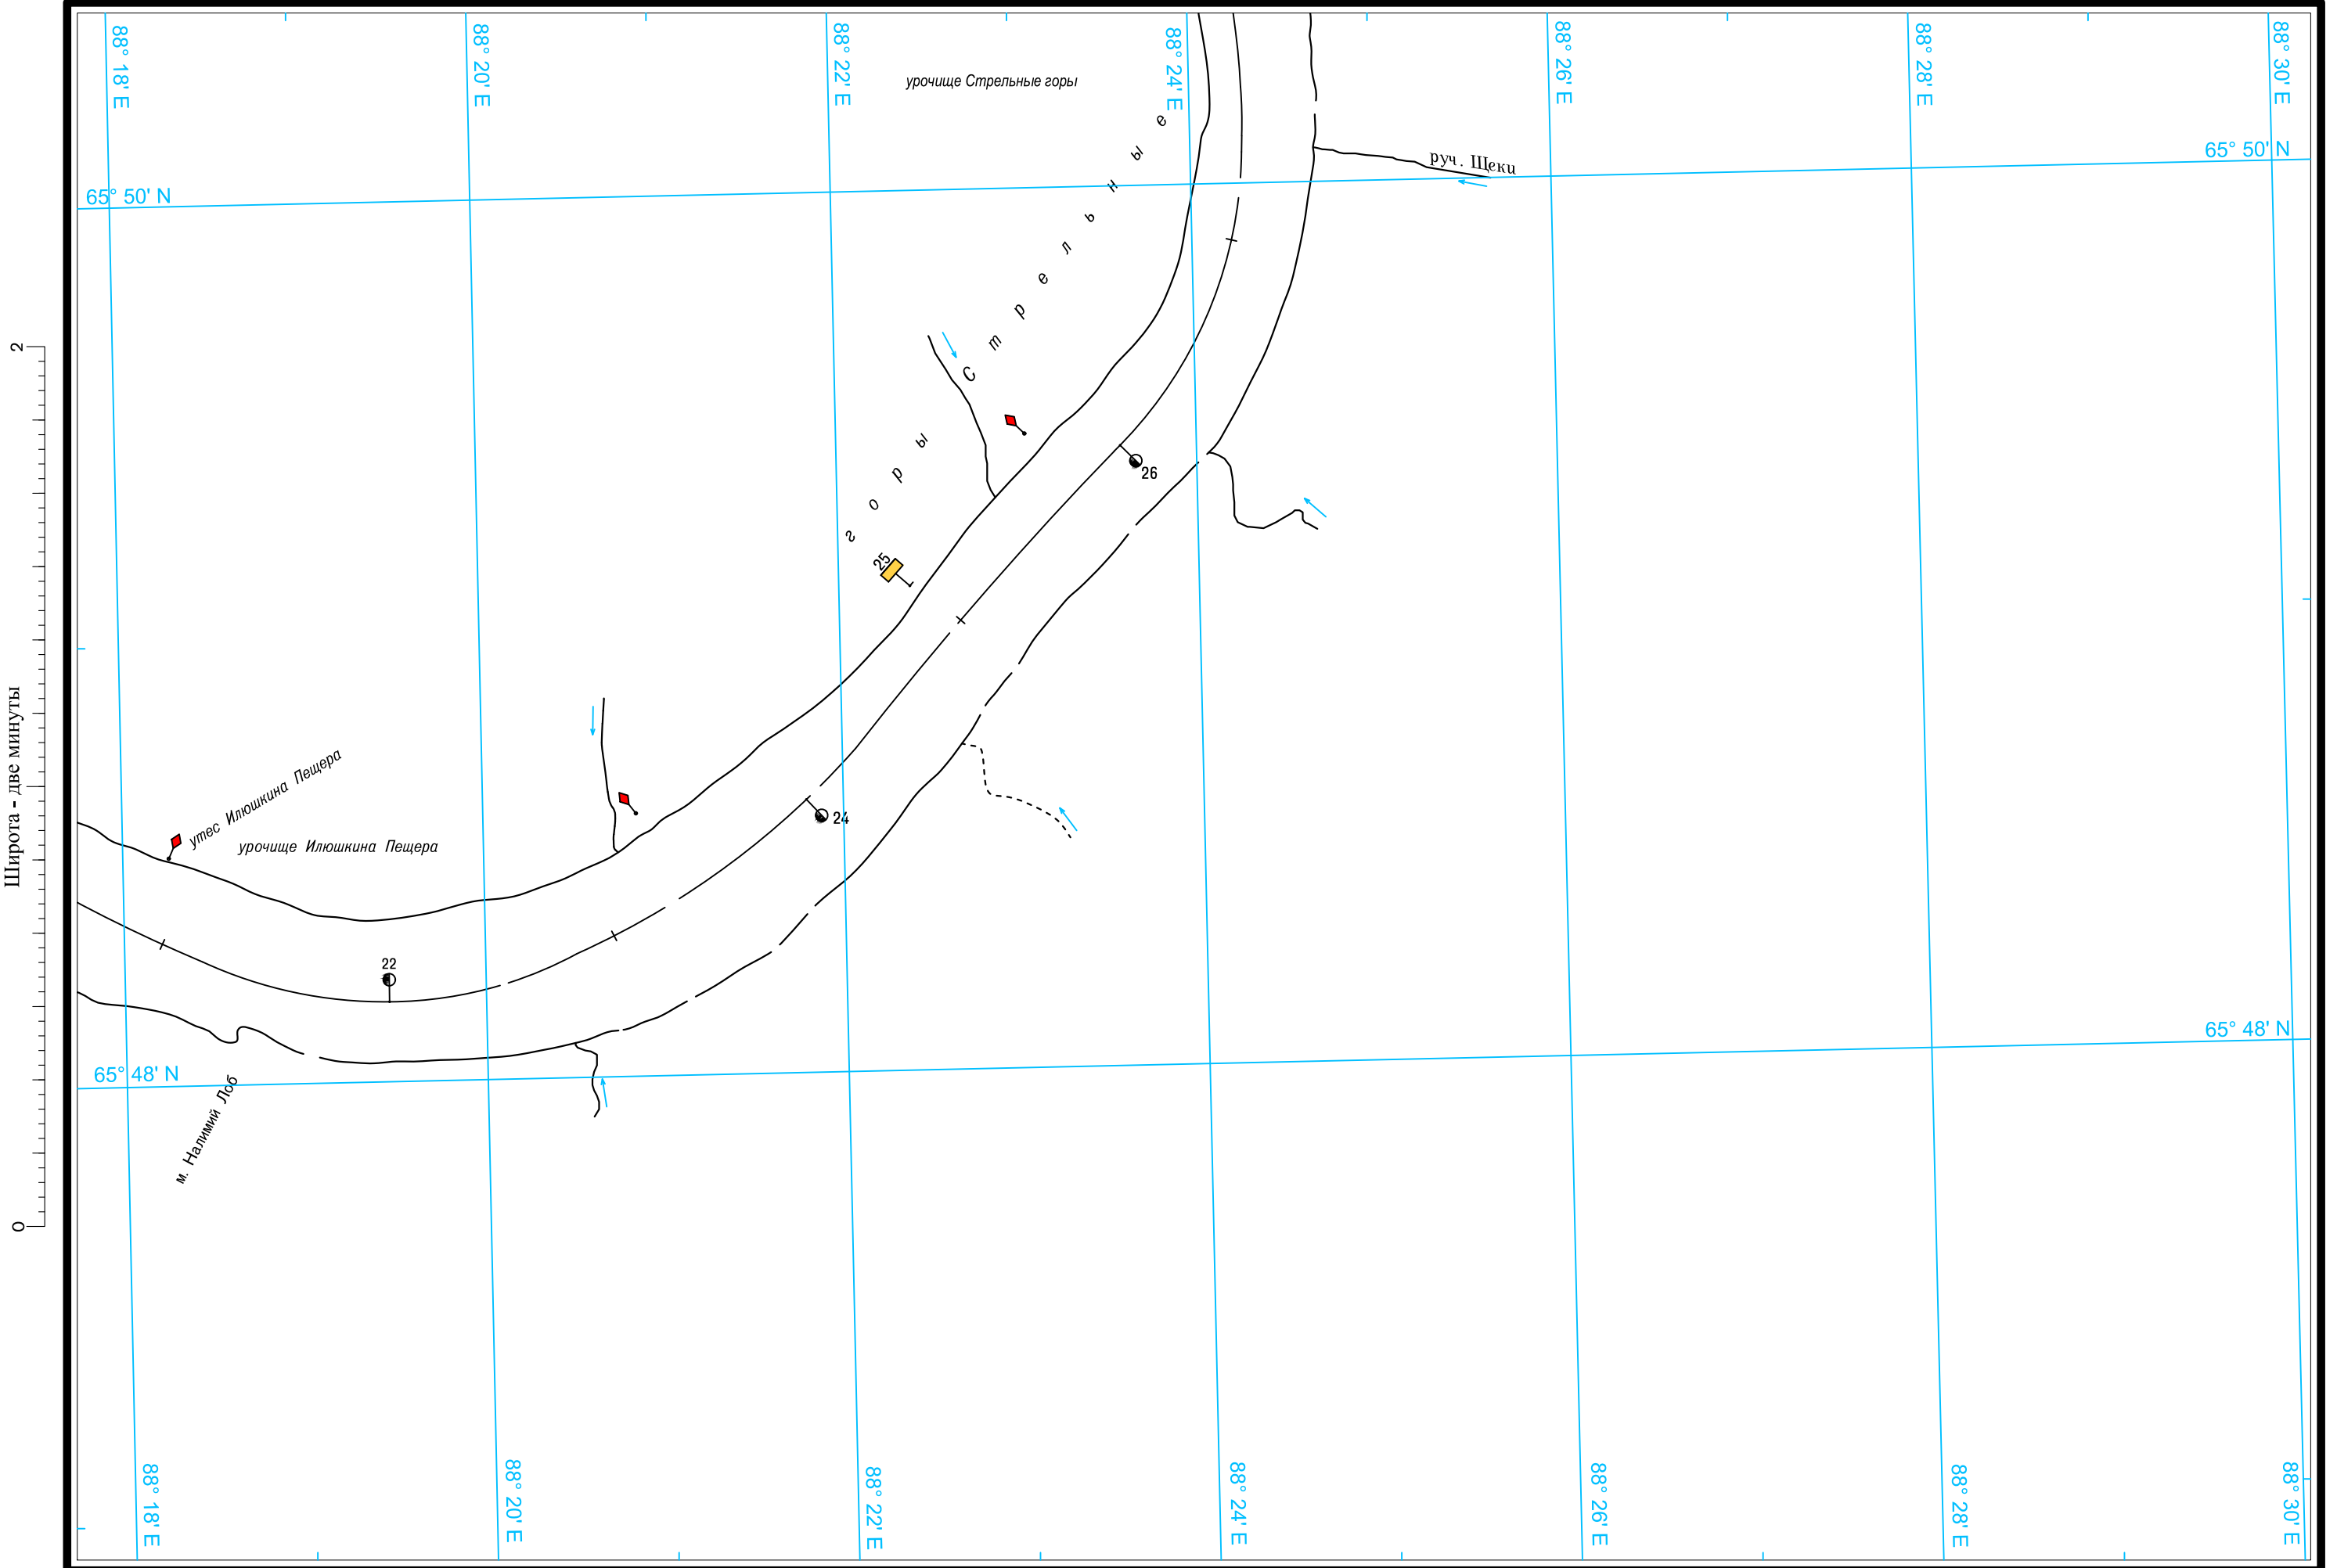 88° 18' E
88° 20' E
88° 22' E
88° 24' E
88° 26' E
88° 28' E
88° 30' E
урочище Стрельные горы
65° 50' N
65° 50' N
руч. Щеки
горы Стрельные
2
26
25
Широта - две минуты
24
утес Илюшкина Пещера
урочище Илюшкина Пещера
22
65° 48' N
65° 48' N
м. Налимий Лоб
0
88° 18' E
88° 20' E
88° 22' E
88° 24' E
88° 26' E
88° 28' E
88° 30' E